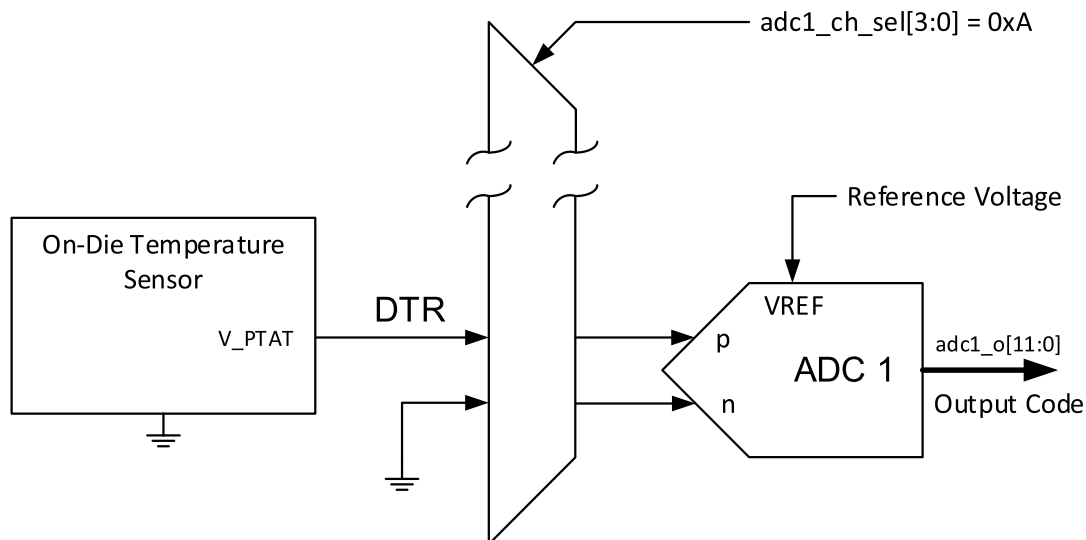 adc1_ch_sel[3:0] = 0xA
Reference Voltage
On-Die Temperature
Sensor
V_PTAT
DTR
VREF
p
n
ADC 1
adc1_o[11:0]
Output Code